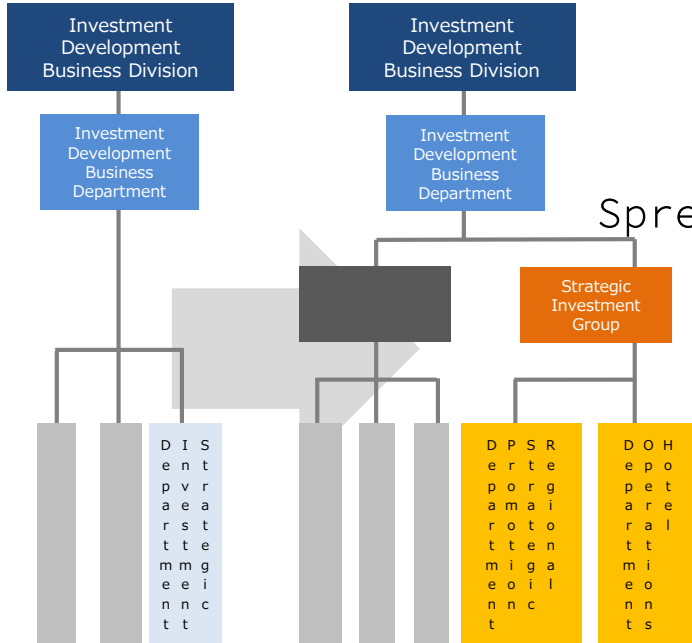 Investment
Development
Business Division
Investment
Development
Business
Department
Strategic
Investment
Department
Investment
Development
Business Division
Investment
Development
Business
Department
Spre
Strategic
Investment
Group
Regional
Strategic
Promotion
Department
Hotel
Operations
Department